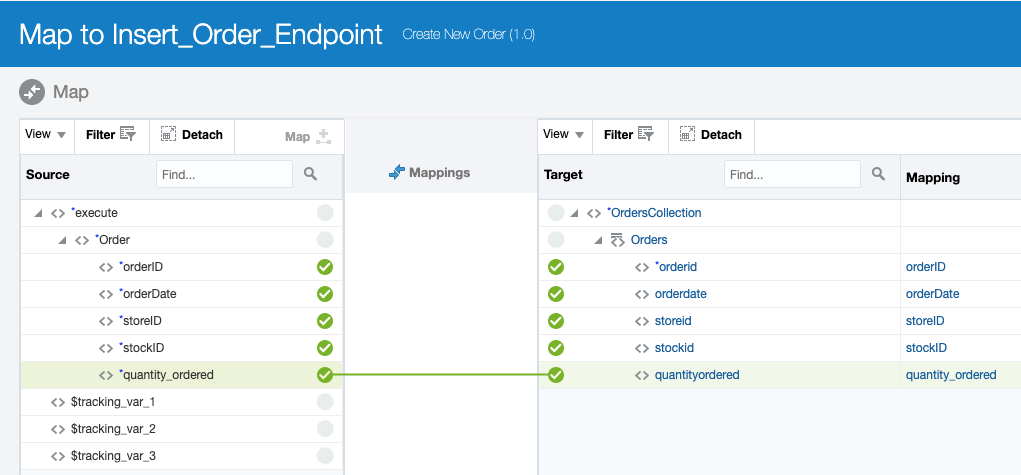 Map to Insert_Order_Endpoint Create New Order (1.0)
Map
View Filter Detach Map
View Filter Detach
Source Find...
Mappings
Target Find... Mapping
*execute
*OrdersCollection
*Order
Orders
*orderID
*orderid orderID
*orderDate
orderdate orderDate
*storeID
storeid storeID
*stockID
stockid stockID
*quantity_ordered
quantityordered quantity_ordered
$tracking_var_1
$tracking_var_2
$tracking_var_3